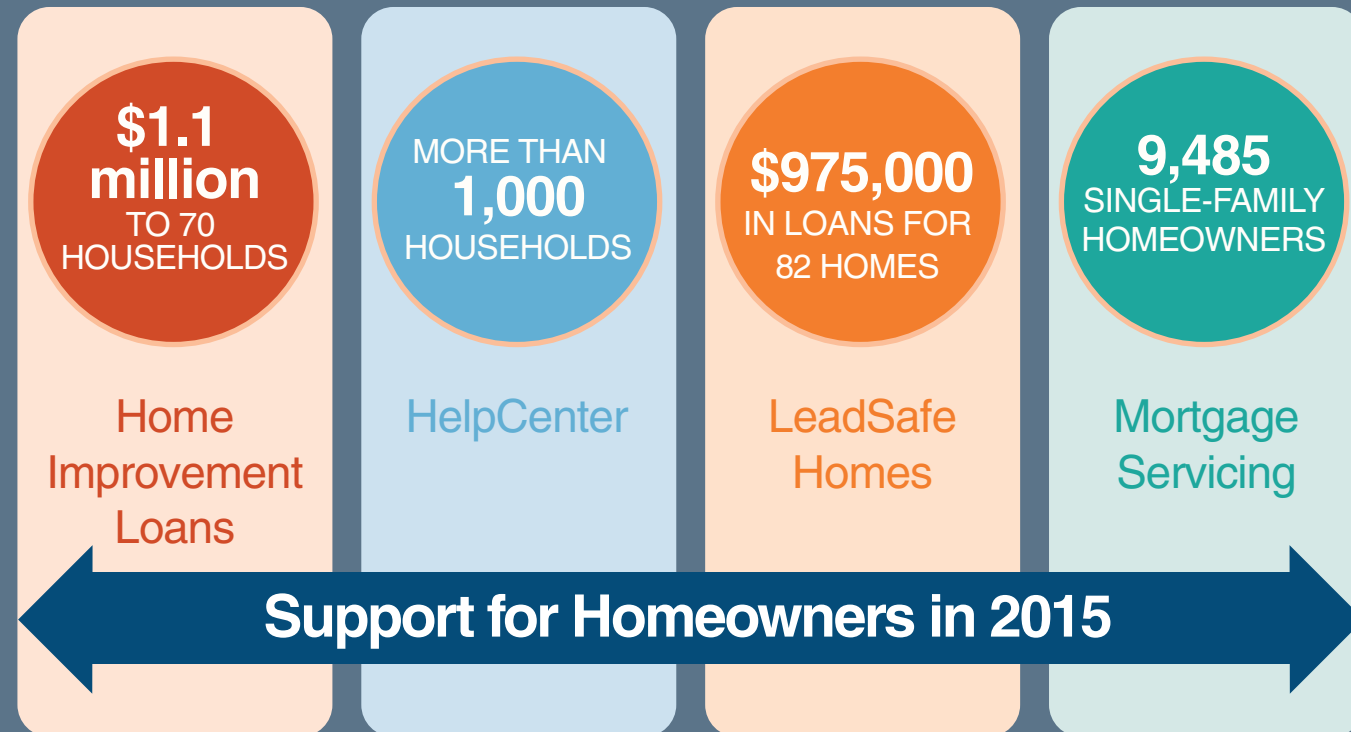 $1.1
million
TO 70
HOUSEHOLDS
Home
Improvement
Loans
MORE THAN
1,000
HOUSEHOLDS
HelpCenter
$975,000
IN LOANS FOR
82 HOMES
LeadSafe
Homes
9,485
SINGLE-FAMILY
HOMEOWNERS
Mortgage
Servicing
Support for Homeowners in 2015